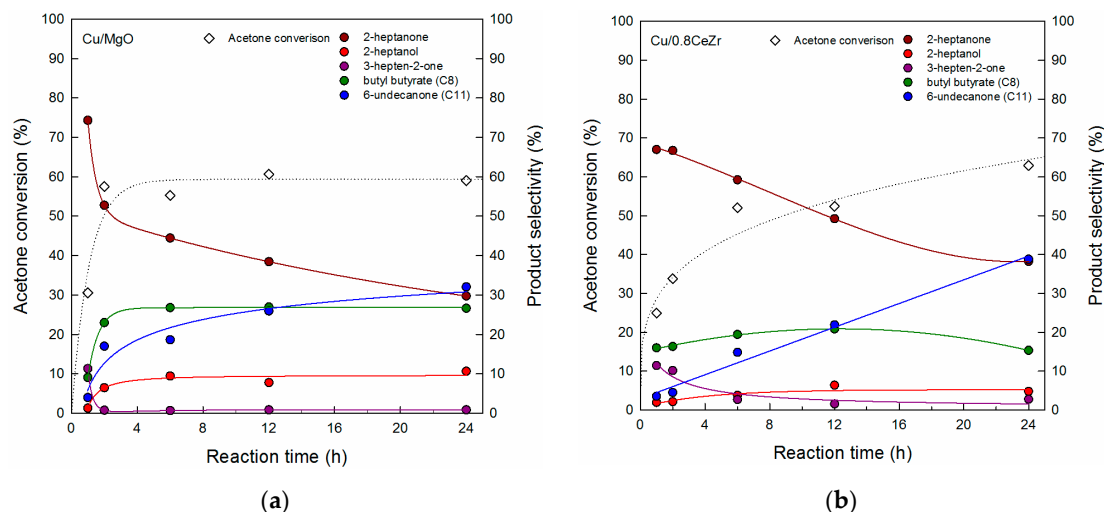 Cu/MgO
Acetone converison
2-heptanone
2-heptanol
3-hepten-2-one
butyl butyrate (C8)
6-undecanone (C11)
Acetone conversion (%)
100
90
80
70
60
50
40
30
20
10
0
Product selectivity (%)
100
90
80
70
60
50
40
30
20
10
0
0 4 8 12 16 20 24
Reaction time (h)
(a)
Cu/0.8CeZr
Acetone conversion
2-heptanone
2-heptanol
3-hepten-2-one
butyl butyrate (C8)
6-undecanone (C11)
Acetone conversion (%)
100
90
80
70
60
50
40
30
20
10
0
Product selectivity (%)
100
90
80
70
60
50
40
30
20
10
0
0 4 8 12 16 20 24
Reaction time (h)
(b)